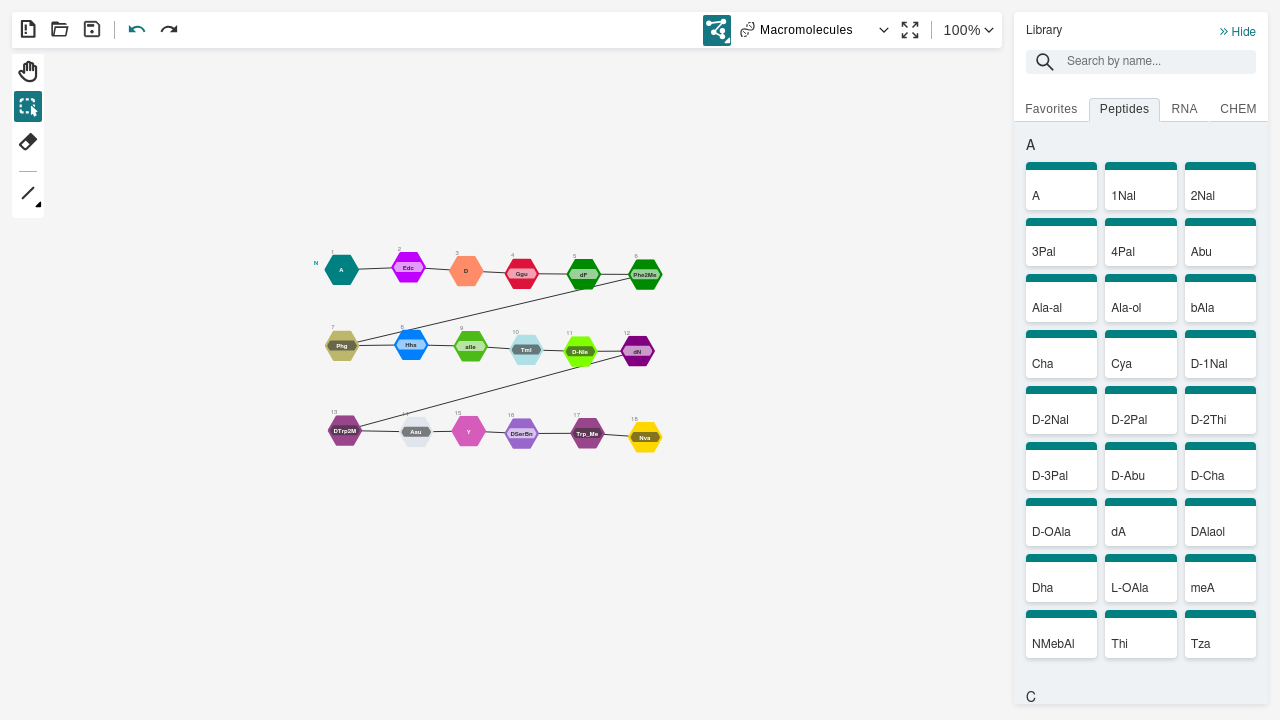 Macromolecules
100%
Library
Hide
Search by name...
Favorites Peptides RNA CHEM
A
A 1Nal 2Nal
3Pal 4Pal Abu
Ala-al Ala-ol bAla
Cha Cya D-1Nal
D-2Nal D-2Pal D-2Thi
D-3Pal D-Abu D-Cha
D-OAla dA DAlaol
Dha L-OAla meA
NMebAl Thi Tza
C
1 2 3 4 5 6
N A Edc D Ggu dF Phe2Me
7 8 9 10 11 12
Phg Hhs aIle Tml D-Nle dN
13 14 15 16 17 18
DTrp2M Asu Y DSerBn Trp_Me Nva